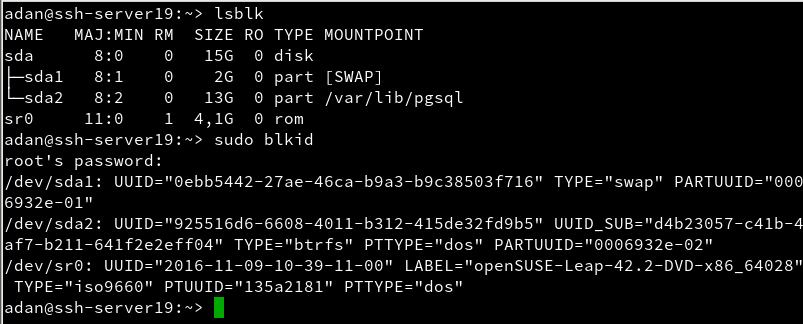 adan@ssh-server19:~> lsblk
NAME   MAJ:MIN RM  SIZE RO TYPE MOUNTPOINT
sda      8:0    0   15G  0 disk
├─sda1   8:1    0    2G  0 part [SWAP]
└─sda2   8:2    0   13G  0 part /var/lib/pgsql
sr0     11:0    1  4,1G  0 rom
adan@ssh-server19:~> sudo blkid
root's password:
/dev/sda1: UUID="0ebb5442-27ae-46ca-b9a3-b9c38503f716" TYPE="swap" PARTUUID="000
6932e-01"
/dev/sda2: UUID="925516d6-6608-4011-b312-415de32fd9b5" UUID_SUB="d4b23057-c41b-4
af7-b211-641f2e2eff04" TYPE="btrfs" PTTYPE="dos" PARTUUID="0006932e-02"
/dev/sr0: UUID="2016-11-09-10-39-11-00" LABEL="openSUSE-Leap-42.2-DVD-x86_64028"
 TYPE="iso9660" PTUUID="135a2181" PTTYPE="dos"
adan@ssh-server19:~>